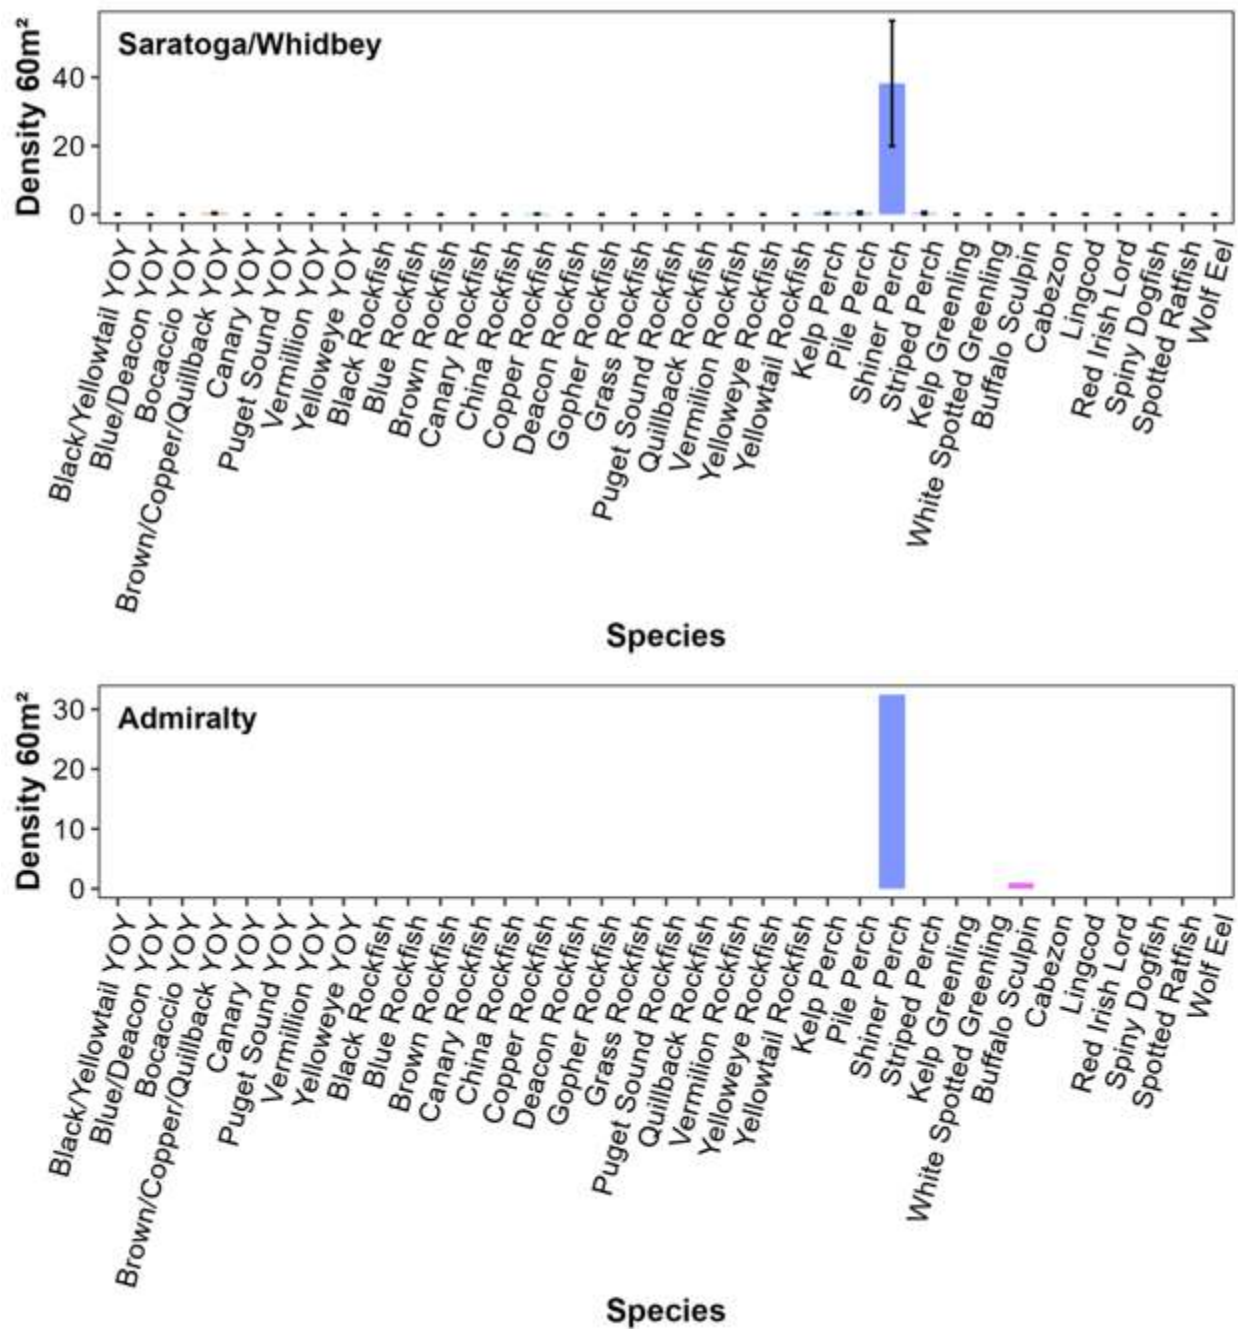 Saratoga/Whidbey
Density 60m²
40
20
0
Black/Yellowtail YOY
Blue/Deacon YOY
Bocaccio YOY
Brown/Copper/Quillback YOY
Canary YOY
Puget Sound YOY
Vermillion YOY
Yelloweye YOY
Black Rockfish
Blue Rockfish
Brown Rockfish
Canary Rockfish
China Rockfish
Copper Rockfish
Deacon Rockfish
Gopher Rockfish
Grass Rockfish
Puget Sound Rockfish
Quillback Rockfish
Vermilion Rockfish
Yelloweye Rockfish
Yellowtail Rockfish
Kelp Perch
Pile Perch
Shiner Perch
Striped Perch
Kelp Greenling
White Spotted Greenling
Buffalo Sculpin
Cabezon
Lingcod
Red Irish Lord
Spiny Dogfish
Spotted Ratfish
Wolf Eel
Species
Admiralty
Density 60m²
30
20
10
0
Black/Yellowtail YOY
Blue/Deacon YOY
Bocaccio YOY
Brown/Copper/Quillback YOY
Canary YOY
Puget Sound YOY
Vermillion YOY
Yelloweye YOY
Black Rockfish
Blue Rockfish
Brown Rockfish
Canary Rockfish
China Rockfish
Copper Rockfish
Deacon Rockfish
Gopher Rockfish
Grass Rockfish
Puget Sound Rockfish
Quillback Rockfish
Vermilion Rockfish
Yelloweye Rockfish
Yellowtail Rockfish
Kelp Perch
Pile Perch
Shiner Perch
Striped Perch
Kelp Greenling
White Spotted Greenling
Buffalo Sculpin
Cabezon
Lingcod
Red Irish Lord
Spiny Dogfish
Spotted Ratfish
Wolf Eel
Species